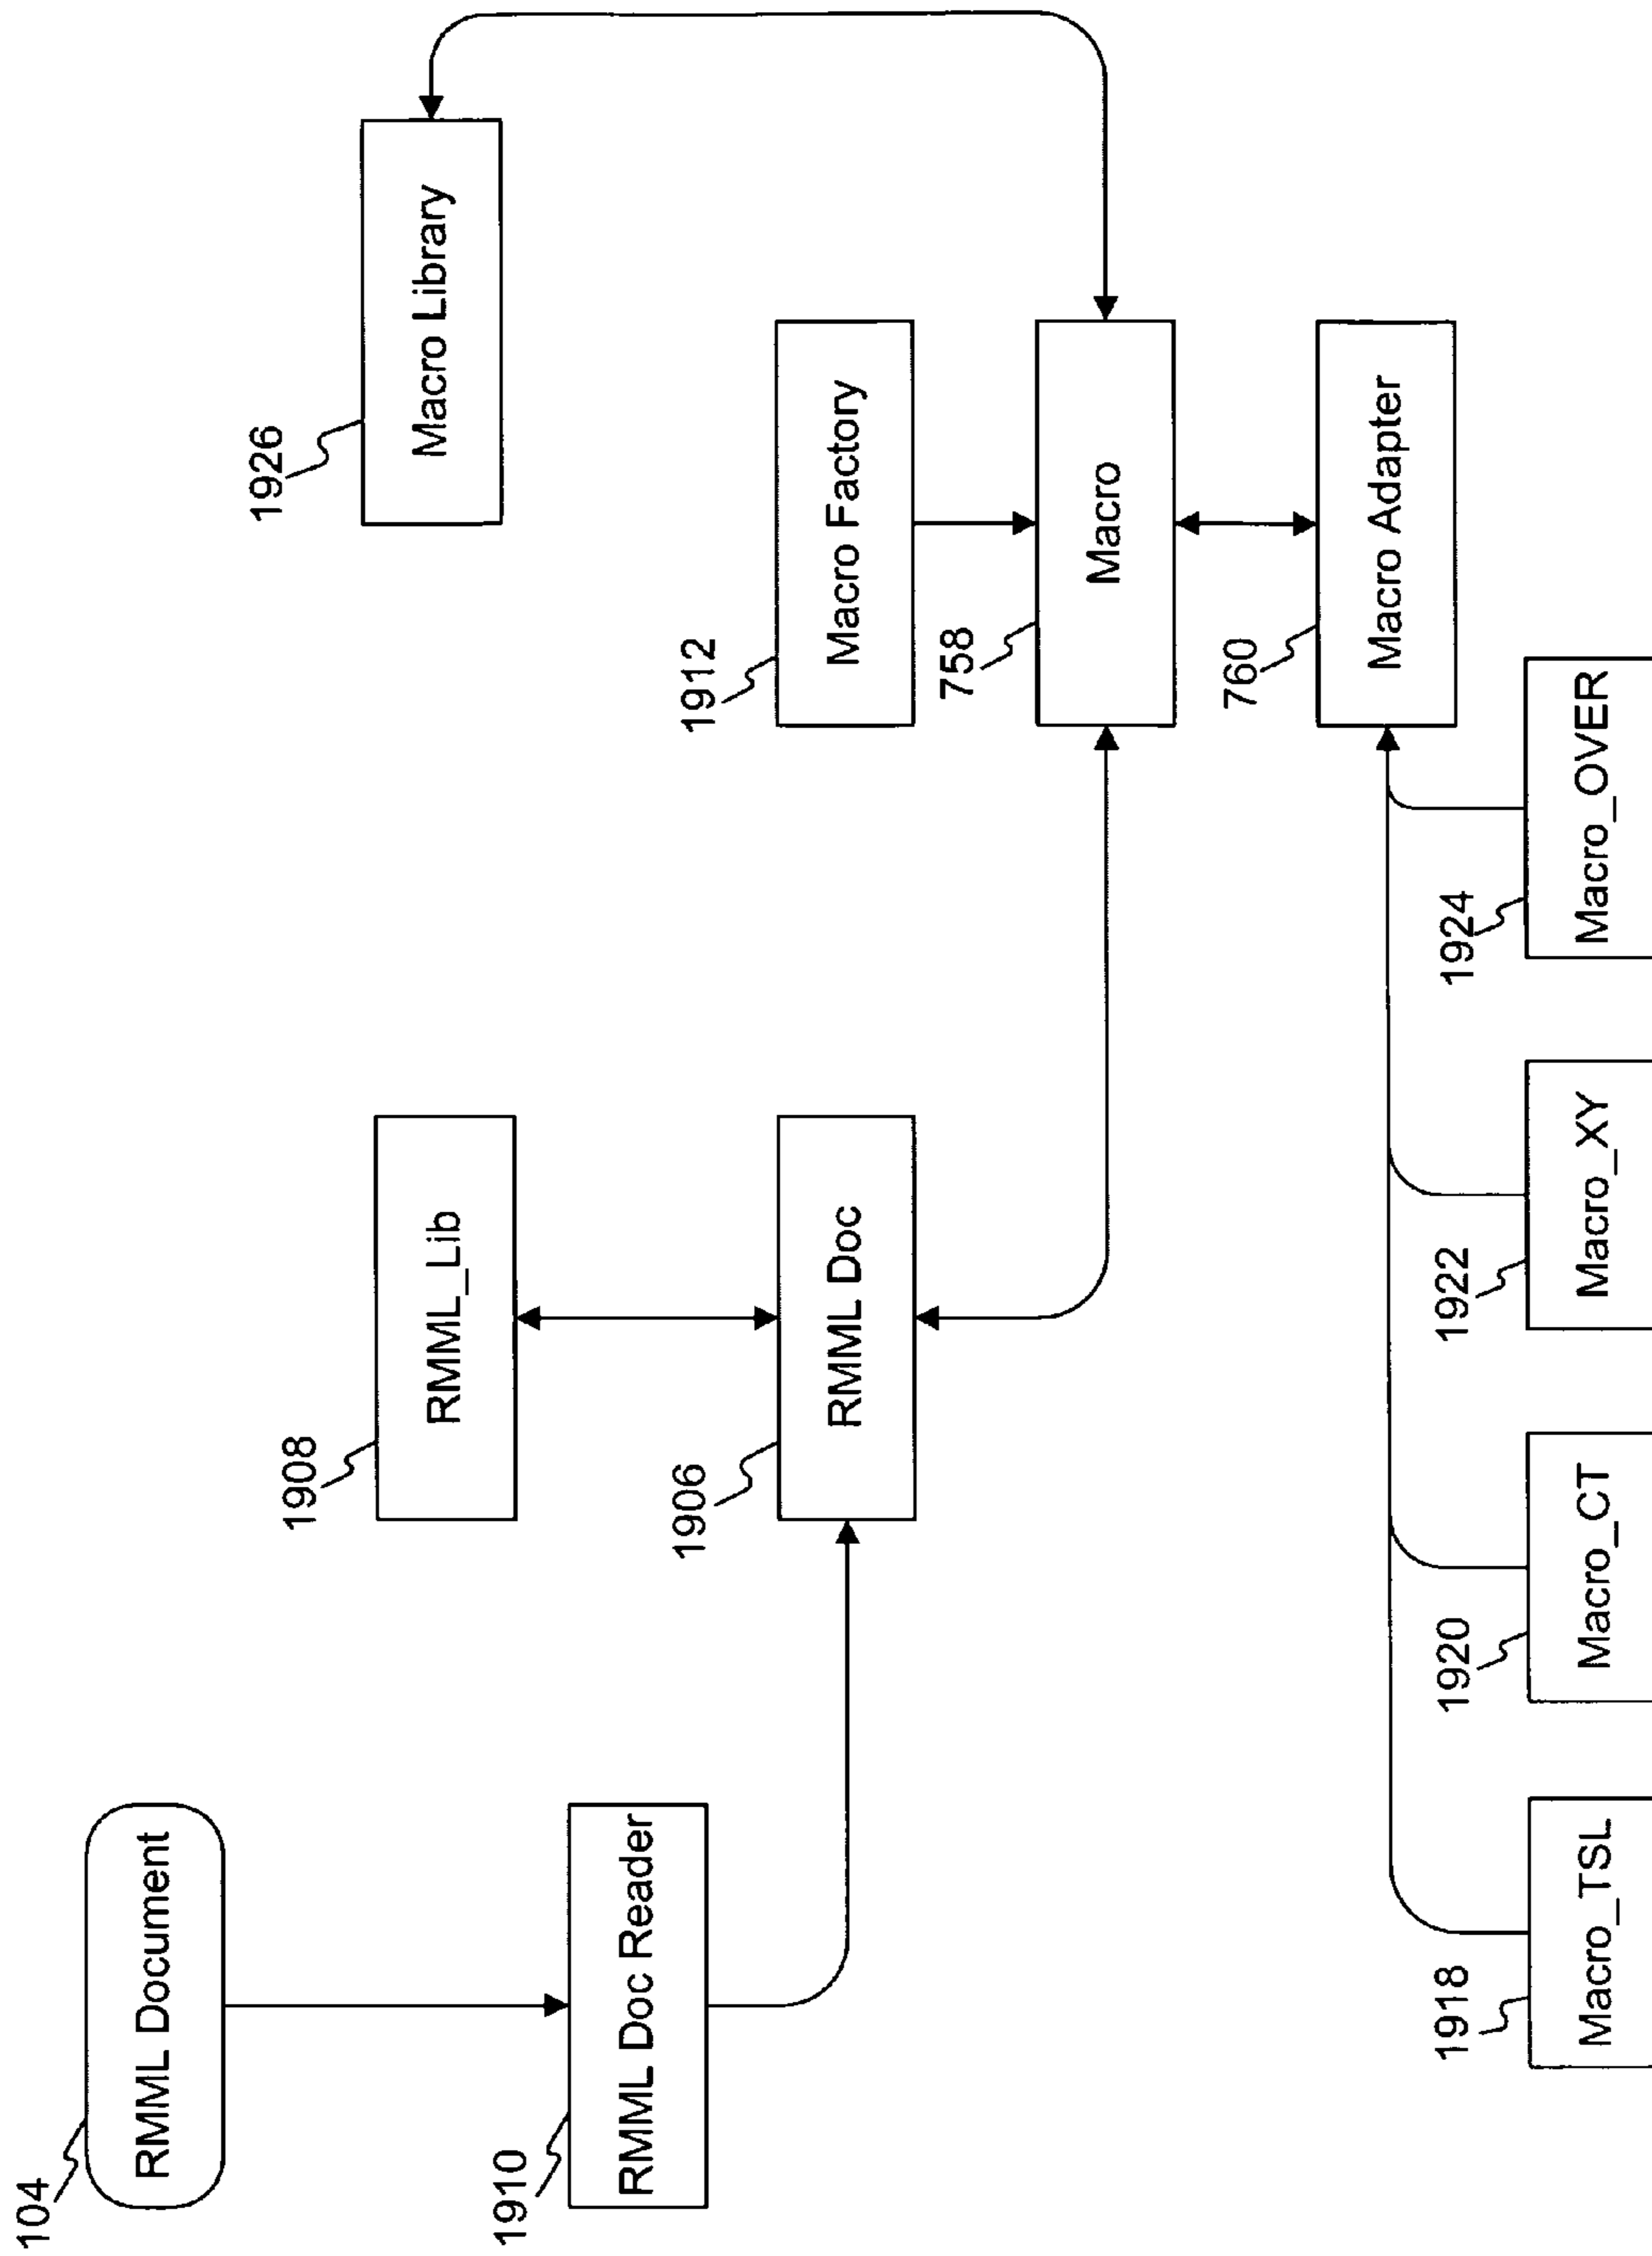 104
RMML Document
1910
RMML Doc Reader
1908
RMML_Lib
1906
RMML Doc
1926
Macro Library
1912
Macro Factory
758
Macro
760
Macro Adapter
1918
Macro_TSL
1920
Macro_CT
1922
Macro_XY
1924
Macro_OVER